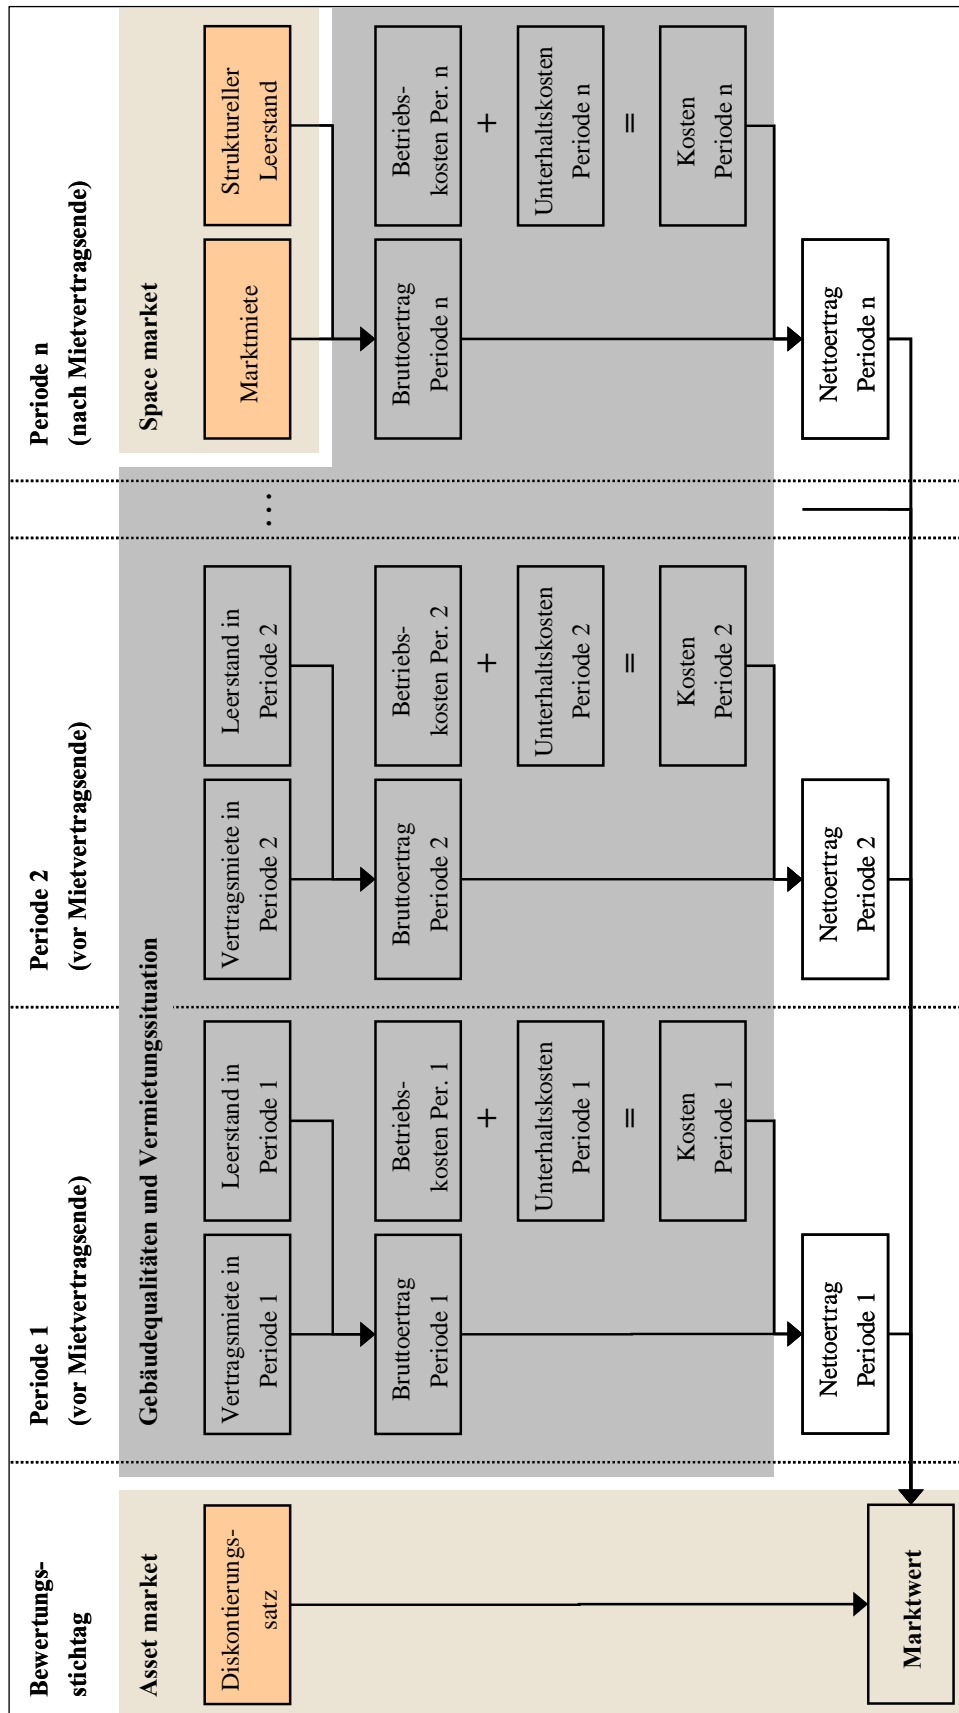 Bewertungs-
stichtag
Periode 1
(vor Mietvertragsende)
Periode 2
(vor Mietvertragsende)
Periode n
(nach Mietvertragsende)
Asset market
Gebäudequalitäten und Vermietungssituation
Space market
Diskontierungs-
satz
Vertragsmiete in
Periode 1
Leerstand in
Periode 1
Vertragsmiete in
Periode 2
Leerstand in
Periode 2
...
Marktmiete
Struktureller
Leerstand
Bruttoertrag
Periode 1
Betriebs-
kosten Per. 1
Bruttoertrag
Periode 2
Betriebs-
kosten Per. 2
Bruttoertrag
Periode n
Betriebs-
kosten Per. n
+
+
+
Unterhaltskosten
Periode 1
Unterhaltskosten
Periode 2
Unterhaltskosten
Periode n
=
=
=
Kosten
Periode 1
Kosten
Periode 2
Kosten
Periode n
Nettoertrag
Periode 1
Nettoertrag
Periode 2
Nettoertrag
Periode n
Marktwert